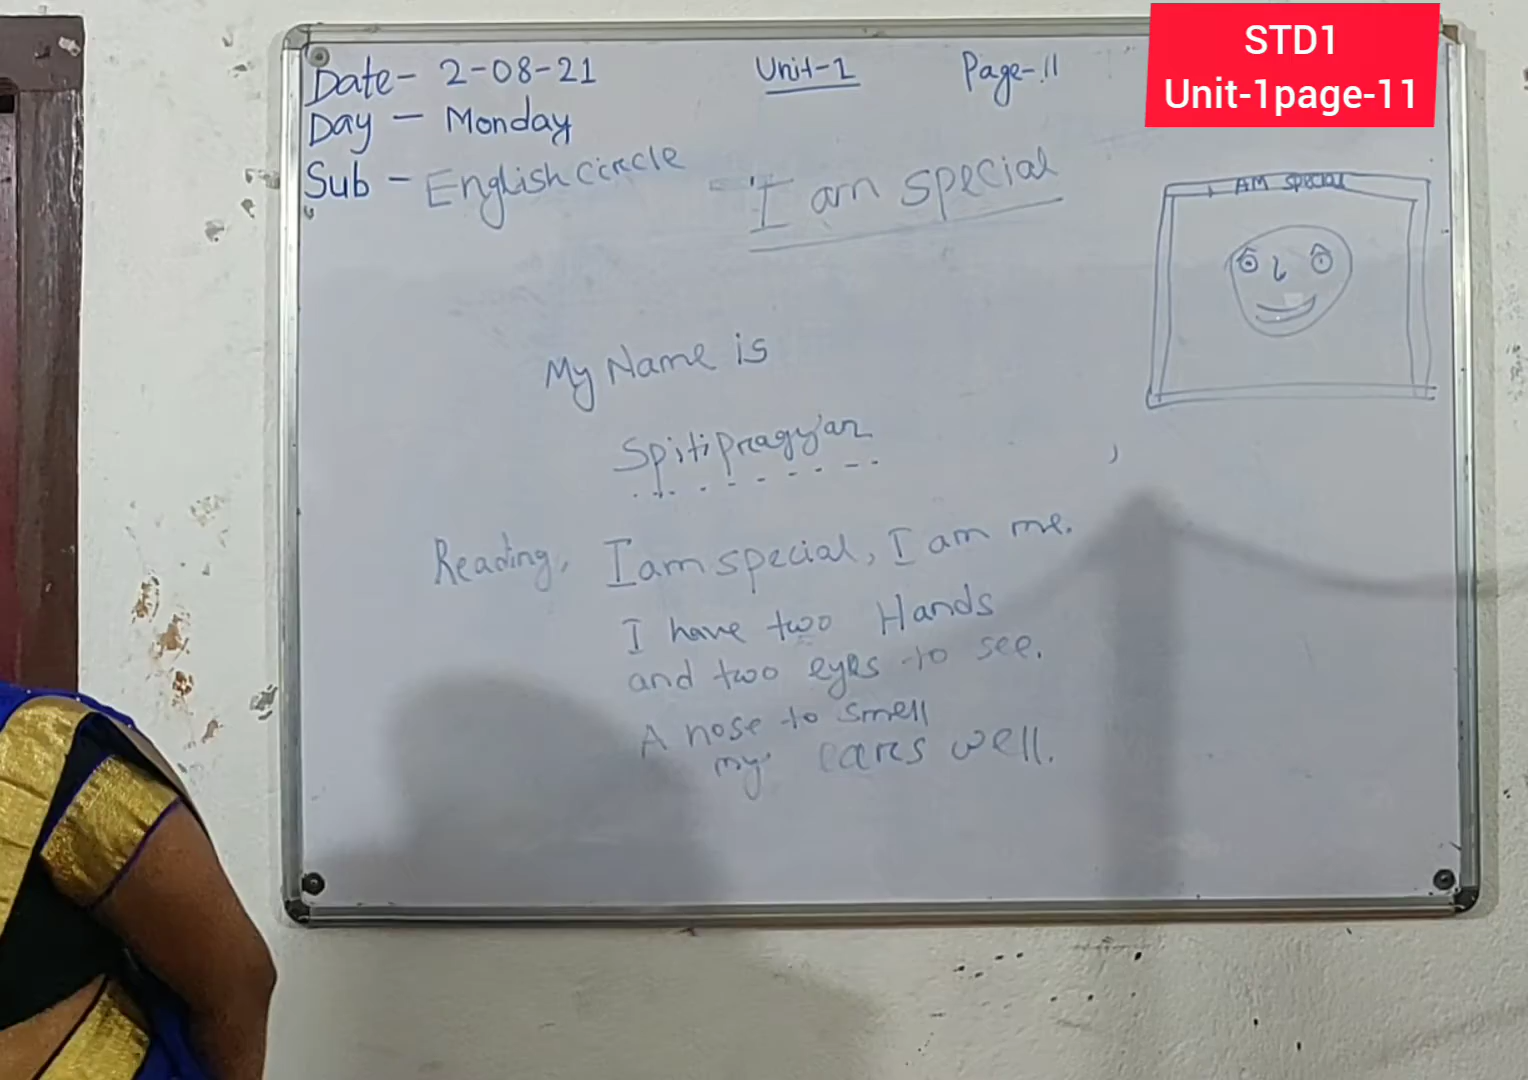 STD1
Unit-1page-11
Date- 2-08-21 Unit-1 Page-11
Day - Monday
Sub - English circle
I am special
I AM special
My Name is
Spitipragyan
Reading, I am special, I am me.
I have two Hands
and two eyes to see.
A nose to smell
my ears well.